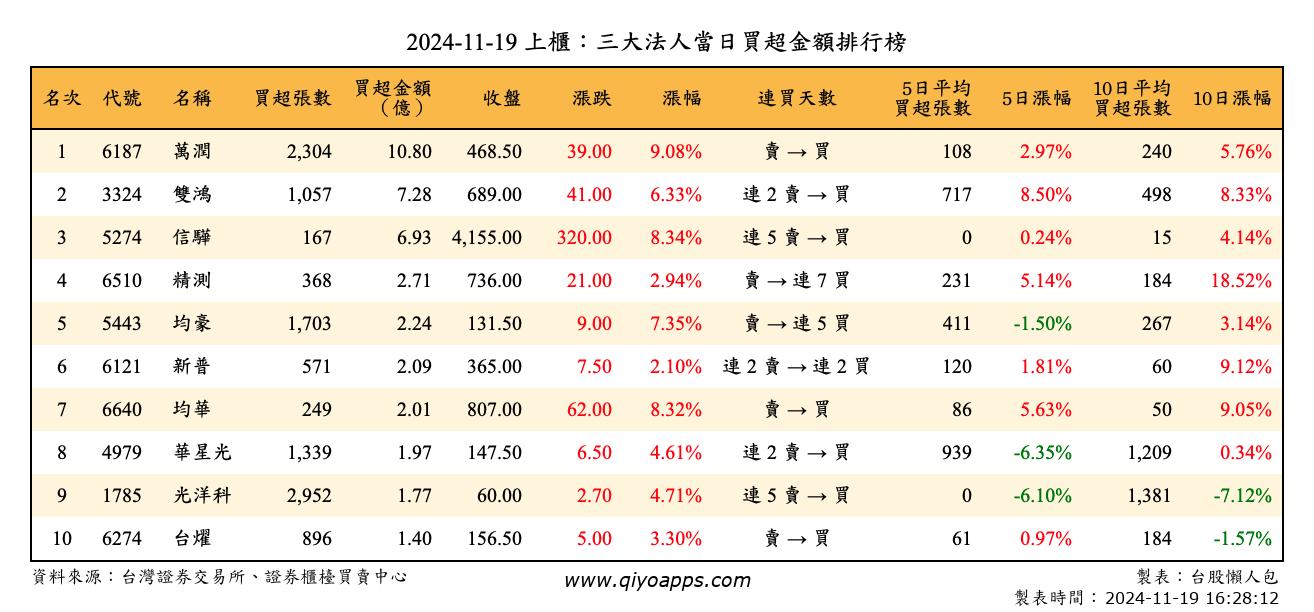 2024-11-19 上櫃：三大法人當日買超金額排行榜
名次 代號 名稱 買超張數 買超金額（億） 收盤 漲跌 漲幅 連買天數 5日平均買超張數 5日漲幅 10日平均買超張數 10日漲幅
1 6187 萬潤 2,304 10.80 468.50 39.00 9.08% 賣 → 買 108 2.97% 240 5.76%
2 3324 雙鴻 1,057 7.28 689.00 41.00 6.33% 連 2 賣 → 買 717 8.50% 498 8.33%
3 5274 信驊 167 6.93 4,155.00 320.00 8.34% 連 5 賣 → 買 0 0.24% 15 4.14%
4 6510 精測 368 2.71 736.00 21.00 2.94% 賣 → 連 7 買 231 5.14% 184 18.52%
5 5443 均豪 1,703 2.24 131.50 9.00 7.35% 賣 → 連 5 買 411 -1.50% 267 3.14%
6 6121 新普 571 2.09 365.00 7.50 2.10% 連 2 賣 → 連 2 買 120 1.81% 60 9.12%
7 6640 均華 249 2.01 807.00 62.00 8.32% 賣 → 買 86 5.63% 50 9.05%
8 4979 華星光 1,339 1.97 147.50 6.50 4.61% 連 2 賣 → 買 939 -6.35% 1,209 0.34%
9 1785 光洋科 2,952 1.77 60.00 2.70 4.71% 連 5 賣 → 買 0 -6.10% 1,381 -7.12%
10 6274 台燿 896 1.40 156.50 5.00 3.30% 賣 → 買 61 0.97% 184 -1.57%
資料來源：台灣證券交易所、證券櫃檯買賣中心 www.qiyoapps.com 製表：台股懶人包
製表時間：2024-11-19 16:28:12